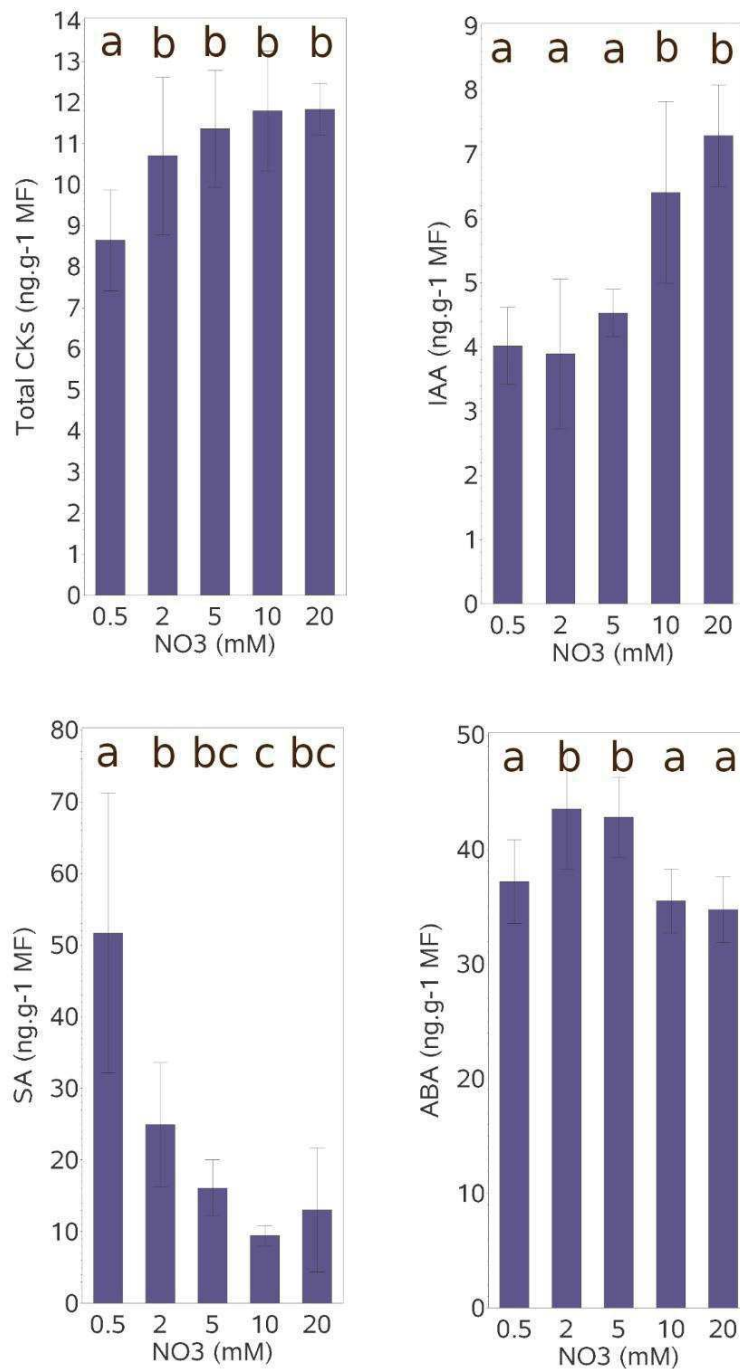 Total CKs (ng.g-1 MF)
14
13
12
11
10
9
8
7
6
5
4
3
2
1
0
a b b b b
0.5 2 5 10 20
NO3 (mM)
IAA (ng.g-1 MF)
9
8
7
6
5
4
3
2
1
0
a a a b b
0.5 2 5 10 20
NO3 (mM)
SA (ng.g-1 MF)
80
70
60
50
40
30
20
10
0
a b bc c bc
0.5 2 5 10 20
NO3 (mM)
ABA (ng.g-1 MF)
50
40
30
20
10
0
a b b a a
0.5 2 5 10 20
NO3 (mM)